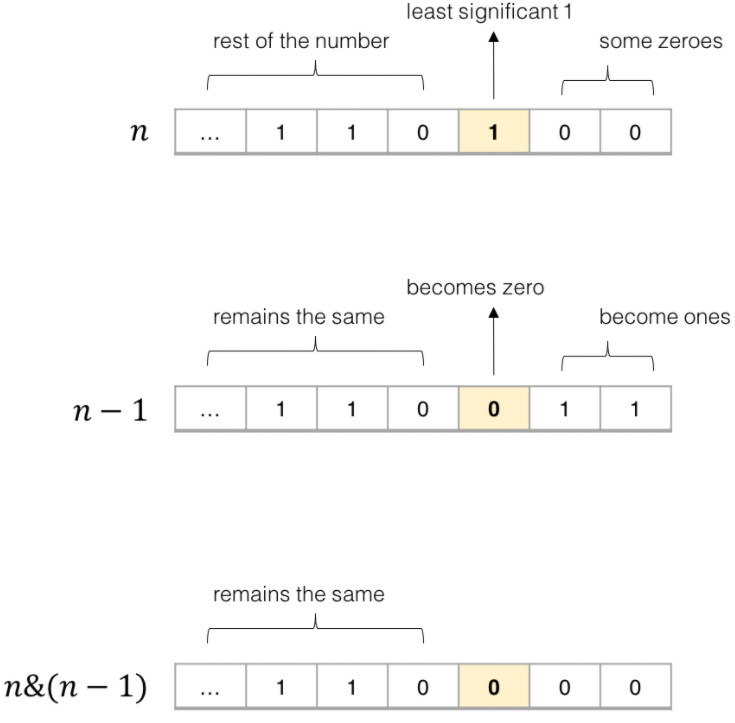 least significant 1
rest of the number
some zeroes
n ... 1 1 0 1 0 0
becomes zero
remains the same
become ones
n − 1 ... 1 1 0 0 1 1
remains the same
n&(n − 1) ... 1 1 0 0 0 0